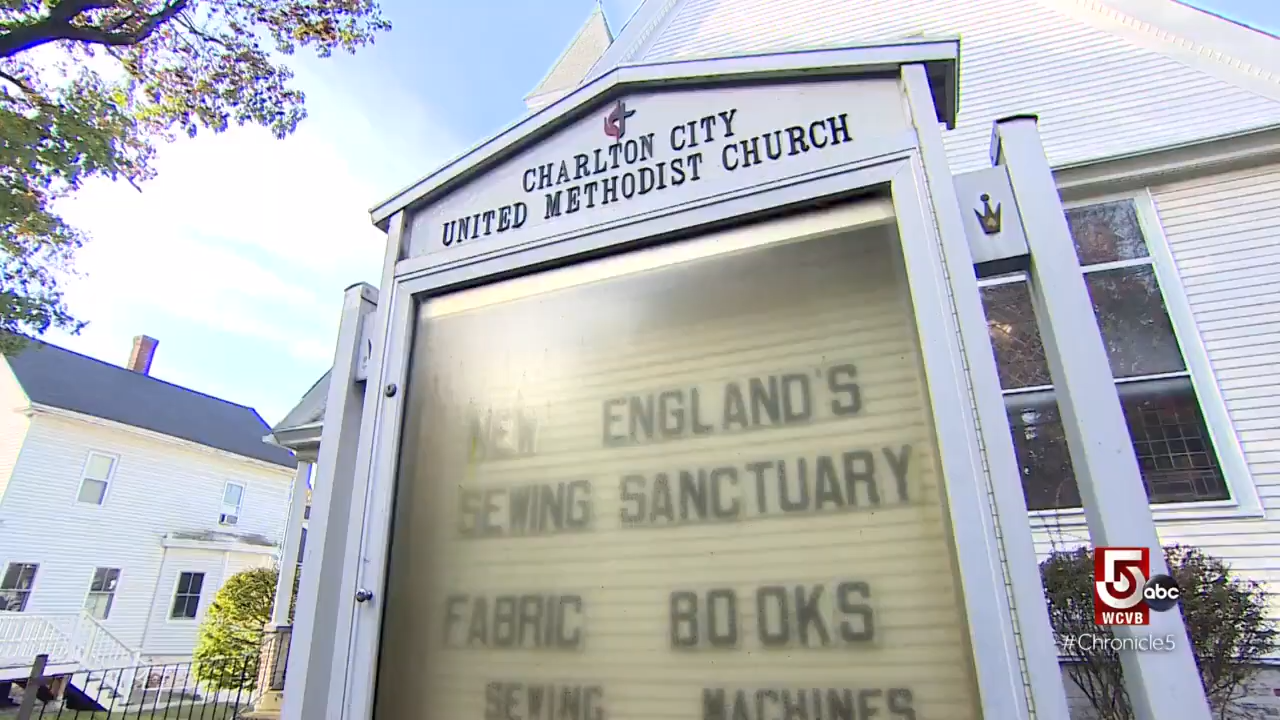 CHARLTON CITY
UNITED METHODIST CHURCH
NEW ENGLAND'S
SEWING SANCTUARY
FABRIC BOOKS
SEWING MACHINES
5 abc
WCVB
#Chronicle5